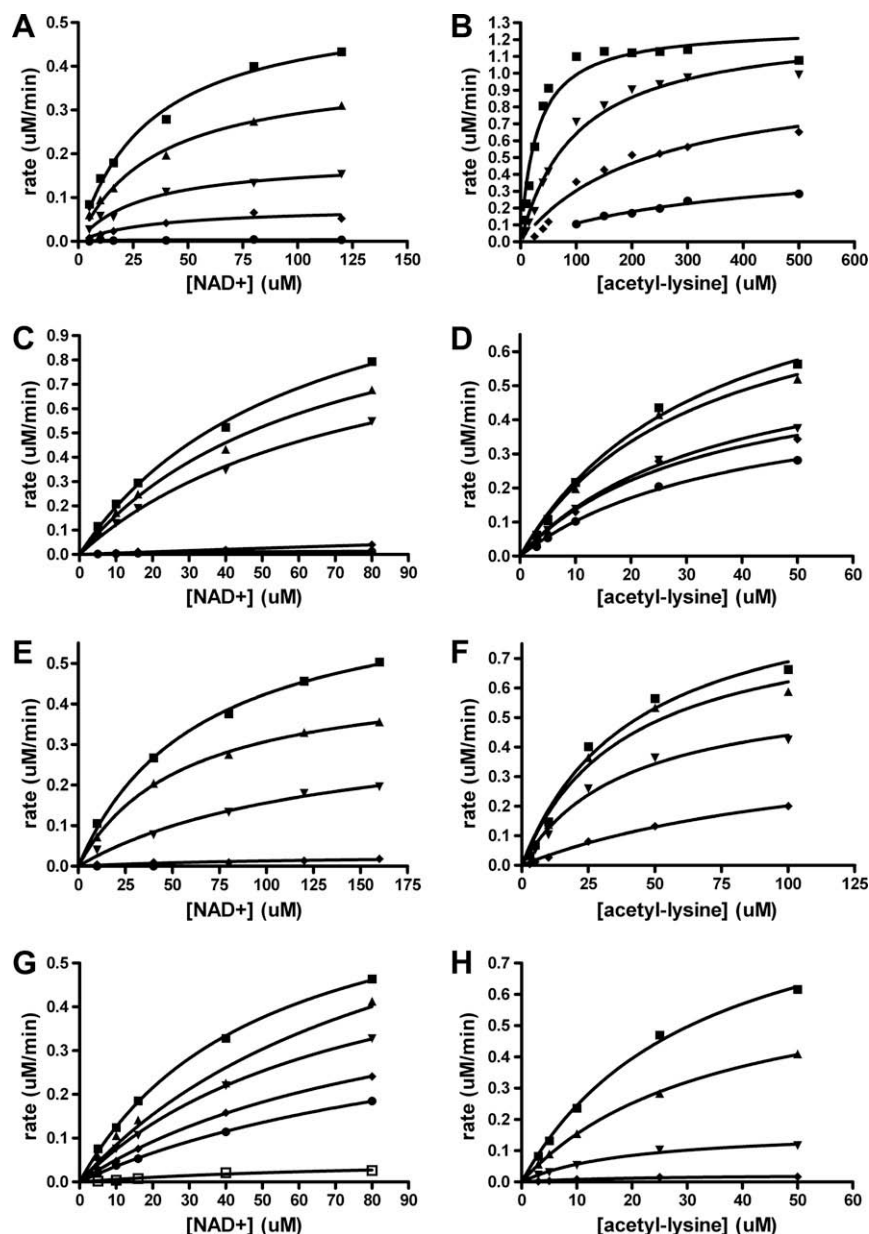 A
rate (uM/min)
0.5
0.4
0.3
0.2
0.1
0.0
0 25 50 75 100 125 150
[NAD+] (uM)
B
rate (uM/min)
1.3
1.2
1.1
1.0
0.9
0.8
0.7
0.6
0.5
0.4
0.3
0.2
0.1
0.0
0 100 200 300 400 500 600
[acetyl-lysine] (uM)
C
rate (uM/min)
0.9
0.8
0.7
0.6
0.5
0.4
0.3
0.2
0.1
0.0
0 10 20 30 40 50 60 70 80 90
[NAD+] (uM)
D
rate (uM/min)
0.6
0.5
0.4
0.3
0.2
0.1
0.0
0 10 20 30 40 50 60
[acetyl-lysine] (uM)
E
rate (uM/min)
0.5
0.4
0.3
0.2
0.1
0.0
0 25 50 75 100 125 150 175
[NAD+] (uM)
F
rate (uM/min)
0.7
0.6
0.5
0.4
0.3
0.2
0.1
0.0
0 25 50 75 100 125
[acetyl-lysine] (uM)
G
rate (uM/min)
0.5
0.4
0.3
0.2
0.1
0.0
0 20 40 60 80
[NAD+] (uM)
H
rate (uM/min)
0.7
0.6
0.5
0.4
0.3
0.2
0.1
0.0
0 10 20 30 40 50 60
[acetyl-lysine] (uM)